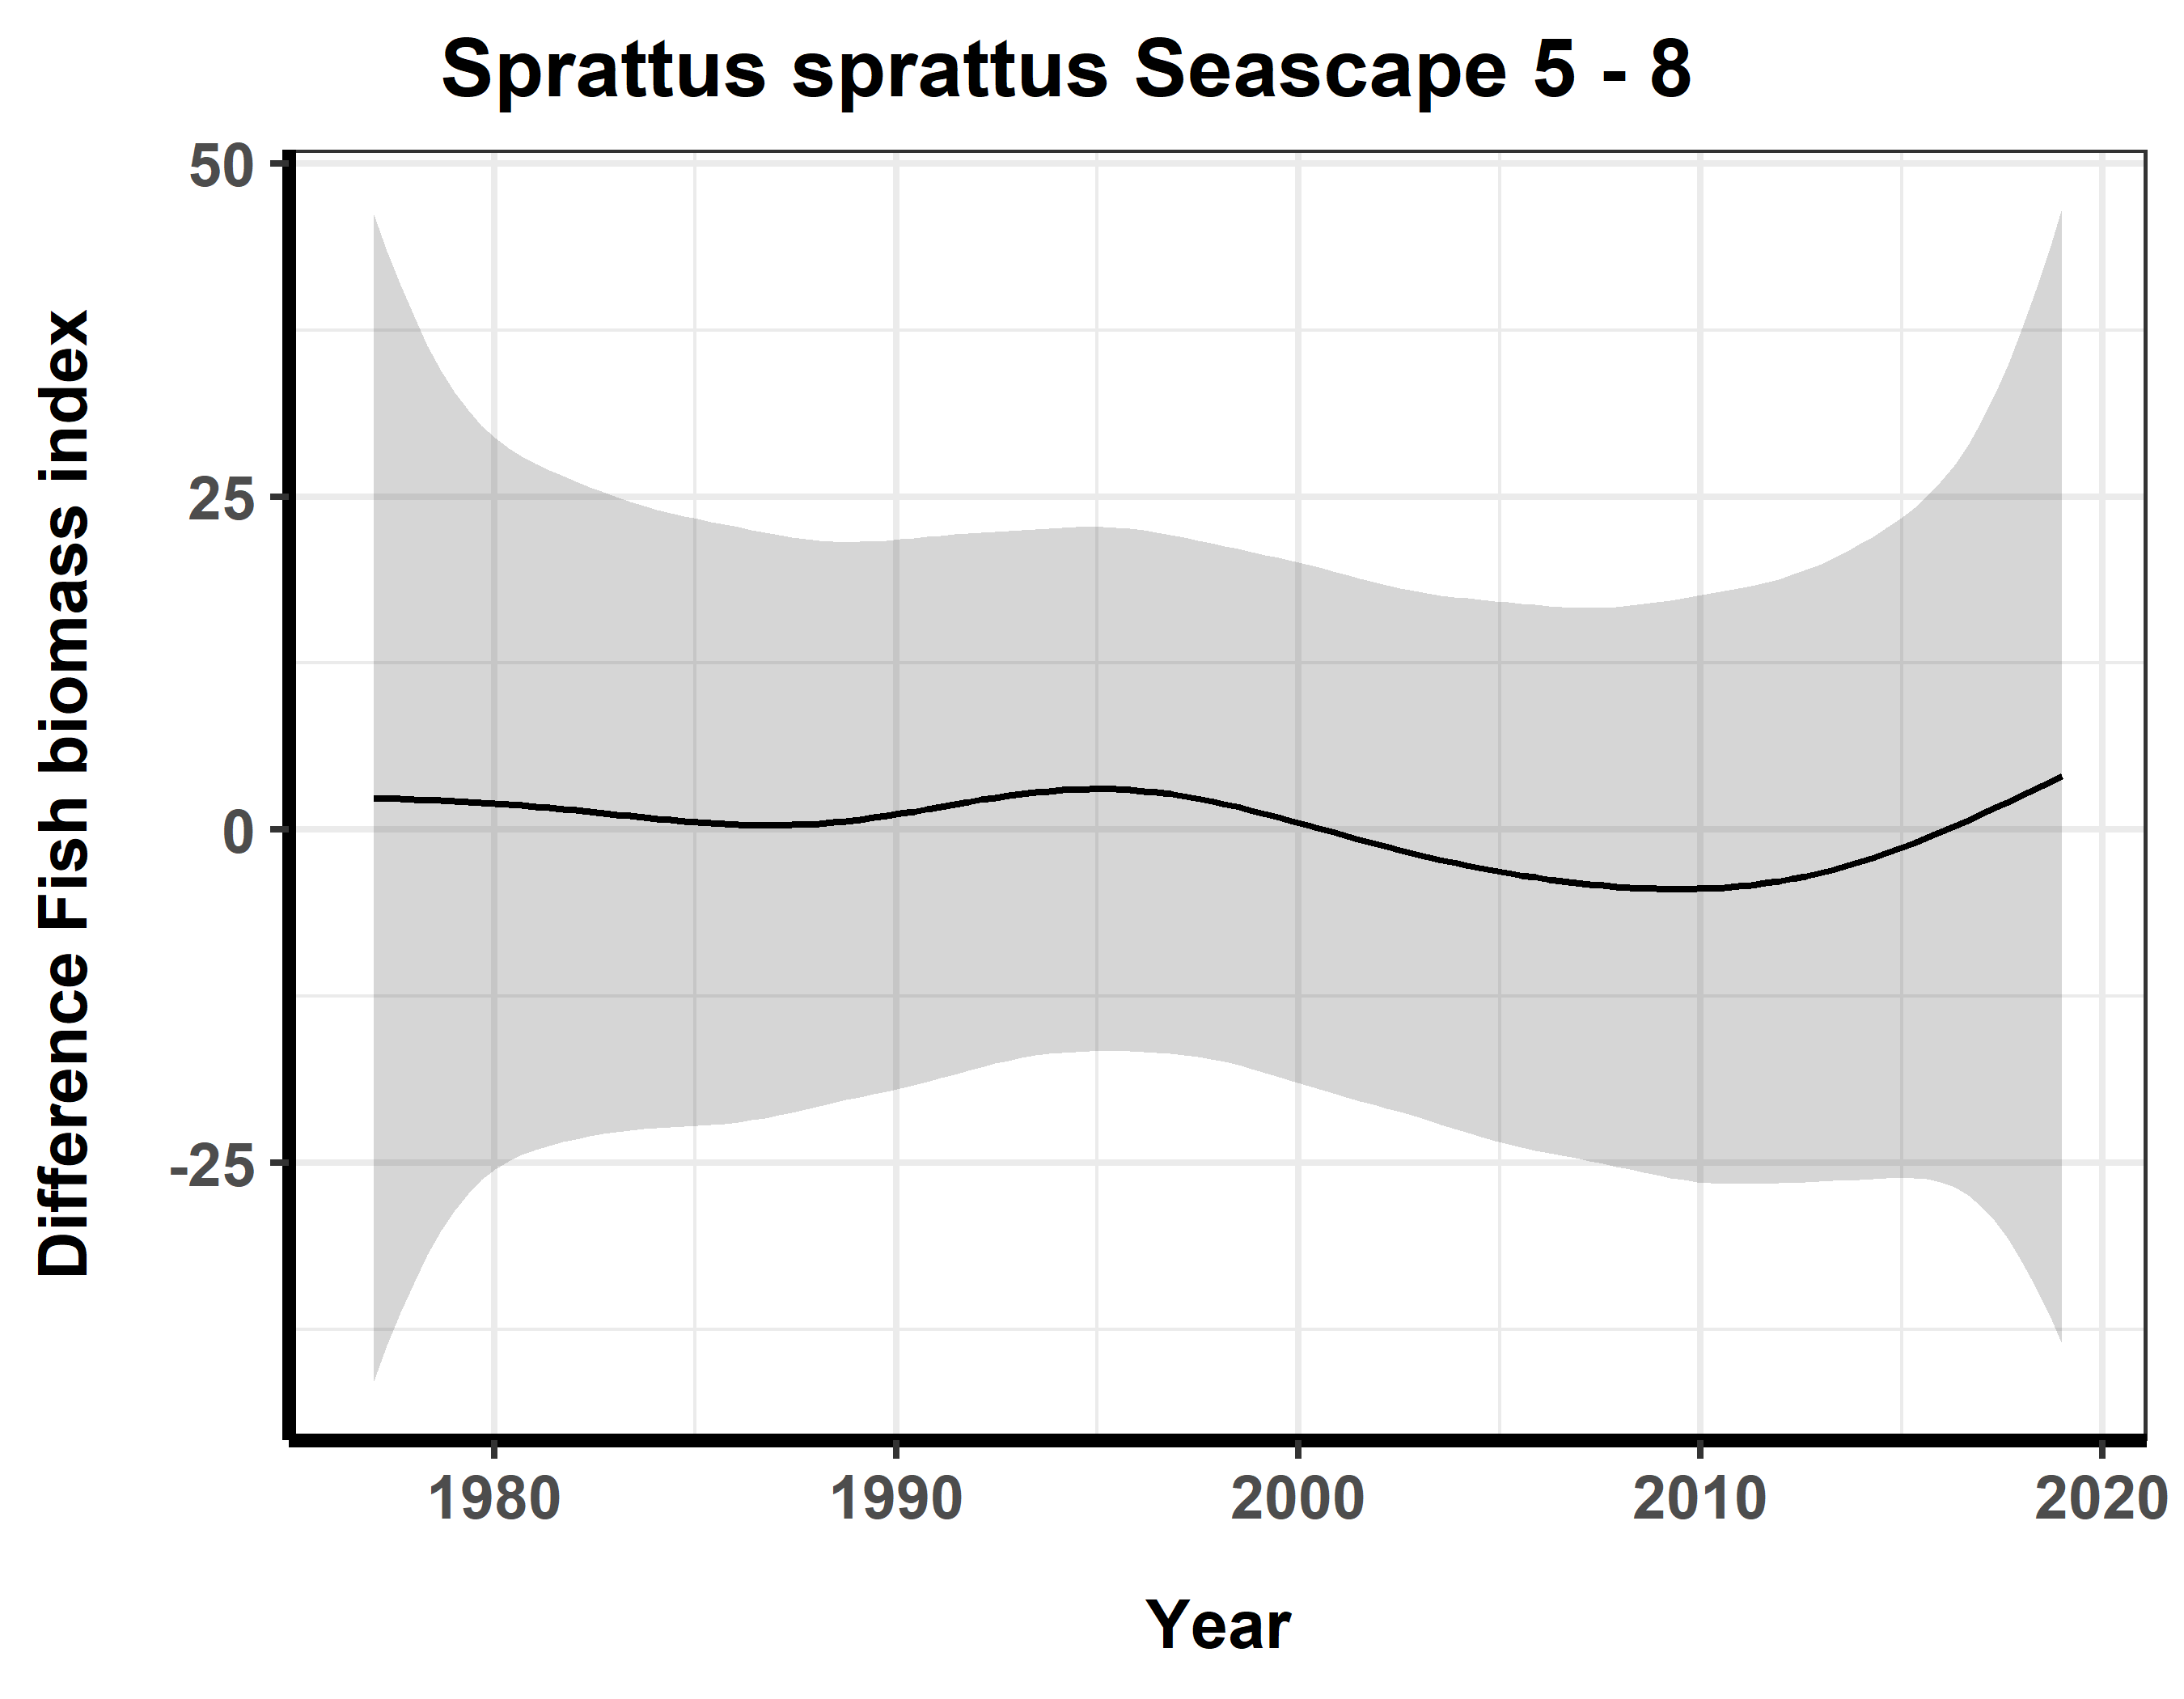 Sprattus sprattus Seascape 5 - 8
Difference Fish biomass index
50
25
0
-25
1980 1990 2000 2010 2020
Year